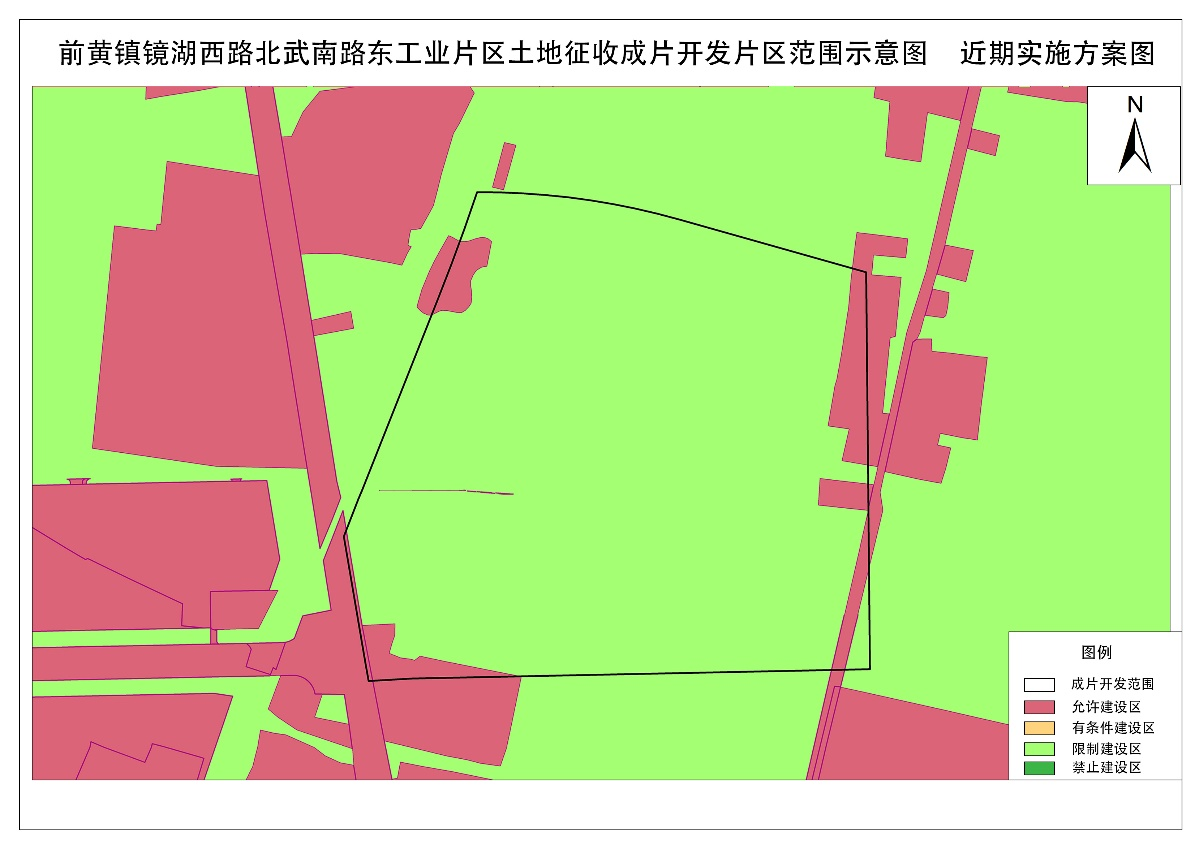 前黄镇镜湖西路北武南路东工业片区土地征收成片开发片区范围示意图 近期实施方案图
N
图例
成片开发范围
允许建设区
有条件建设区
限制建设区
禁止建设区